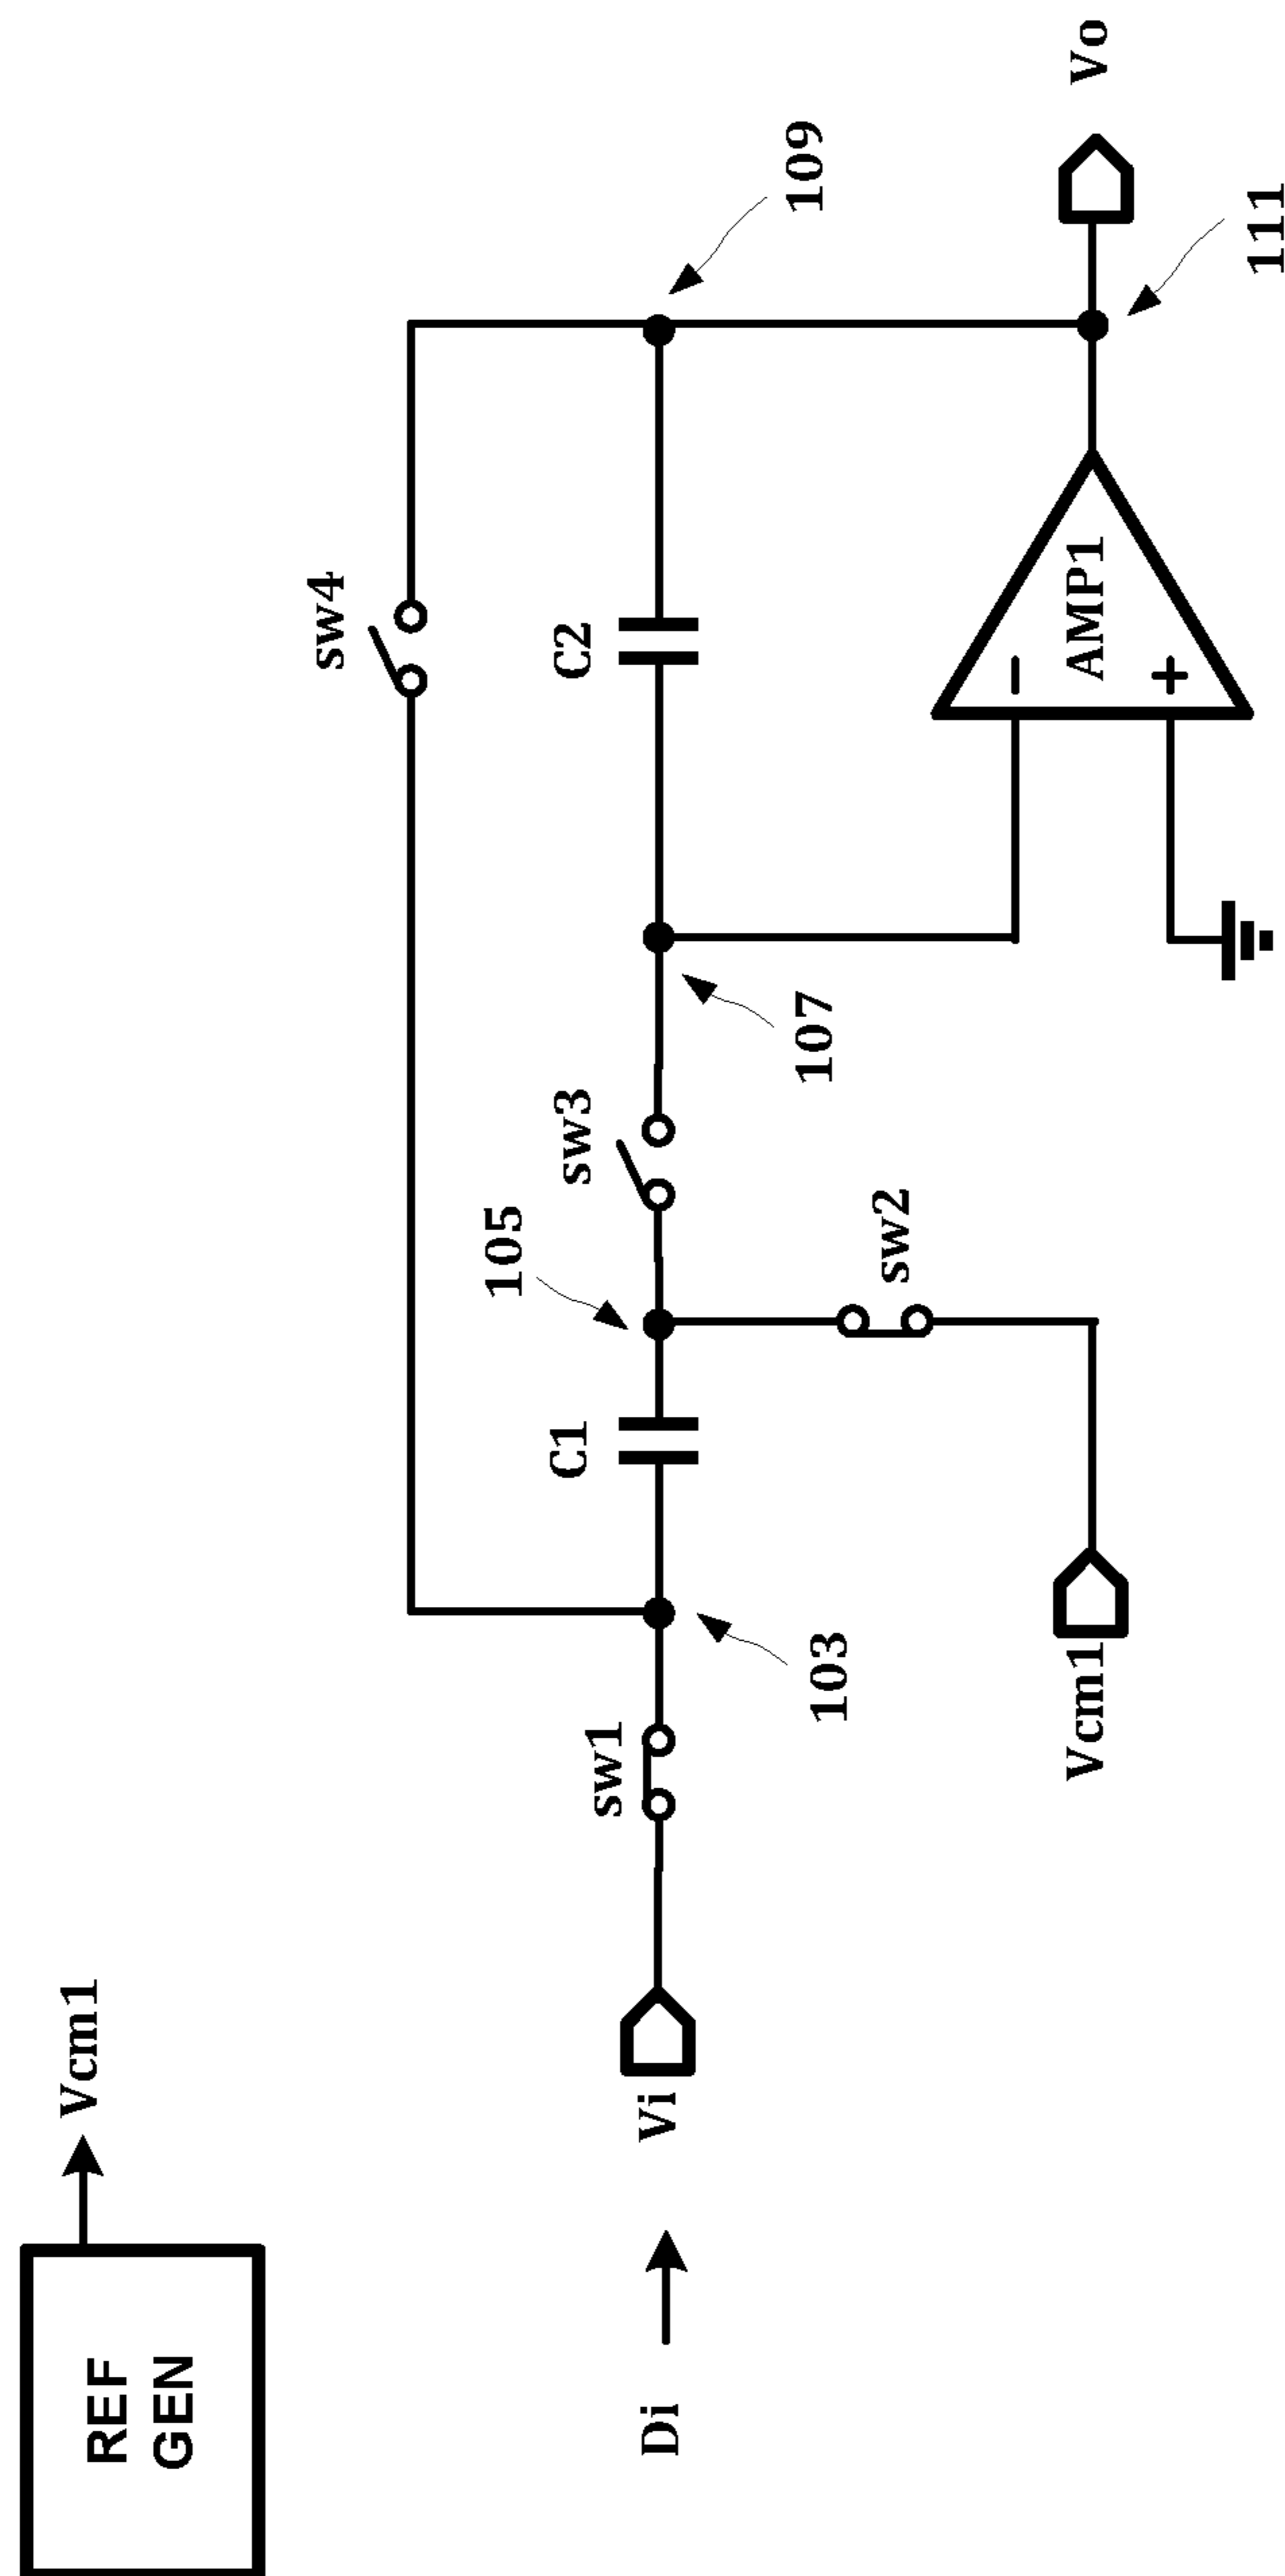 REF
GEN
Vcm1
sw4
C1
105
sw3
C2
109
Di
Vi
sw1
103
sw2
107
Vcm1
−
AMP1
+
Vo
111